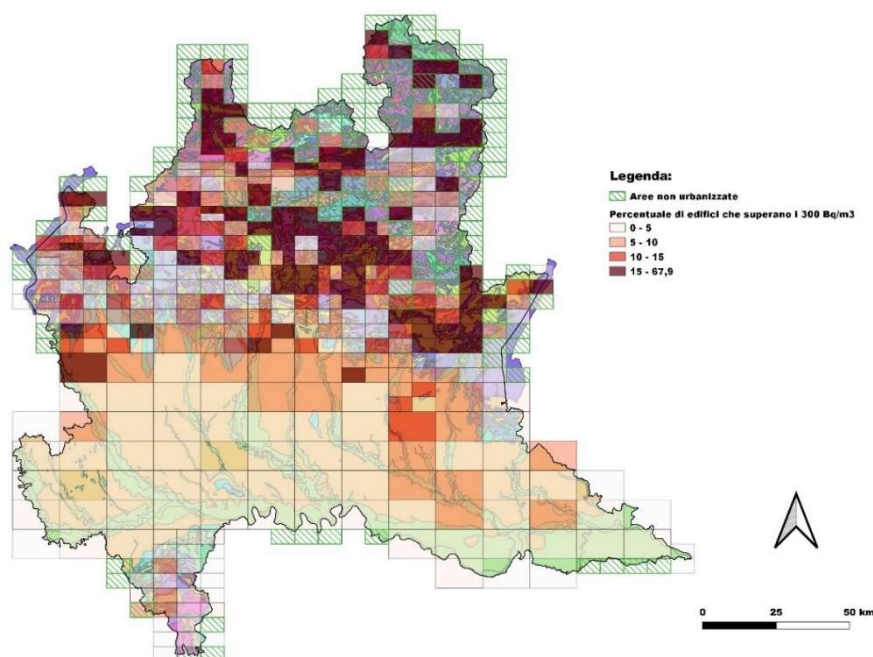 Legenda:
Aree non urbanizzate
Percentuale di edifici che superano i 300 Bq/m3
0 - 5
5 - 10
10 - 15
15 - 67,9
0 25 50 km